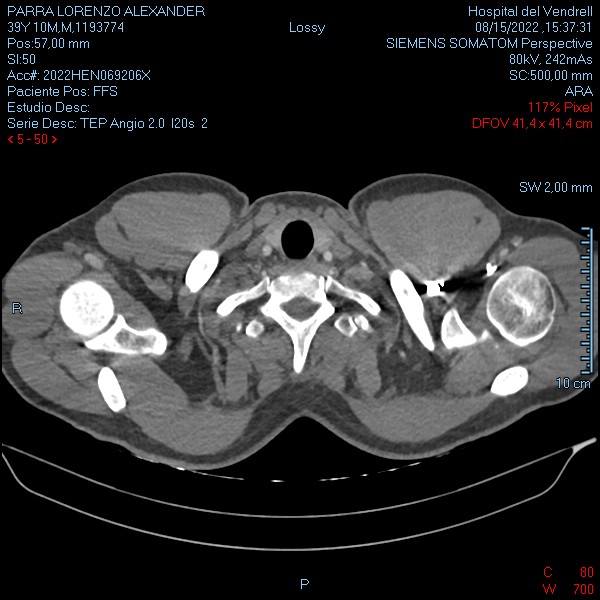 PARRA LORENZO ALEXANDER
39Y 10M,M,1193774
Pos:57,00 mm
SI:50
Acc#: 2022HEN069206X
Paciente Pos: FFS
Estudio Desc:
Serie Desc: TEP Angio 2.0 I20s 2
< 5 - 50 >
Lossy
Hospital del Vendrell
08/15/2022 ,15:37:31
SIEMENS SOMATOM Perspective
80kV, 242mAs
SC:500,00 mm
ARA
117% Pixel
DFOV 41,4 x 41,4 cm
SW 2,00 mm
R
10 cm
P
C 80
W 700